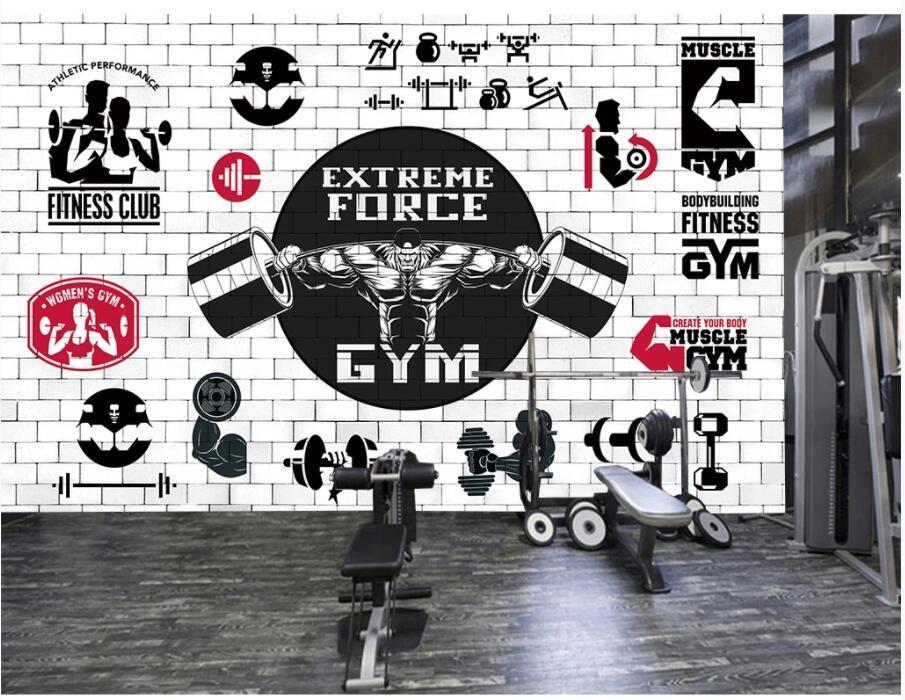 ATHLETIC PERFORMANCE
FITNESS CLUB
EXTREME
FORCE
GYM
MUSCLE
GYM
BODYBUILDING
FITNESS
GYM
WOMEN'S GYM
CREATE YOUR BODY
MUSCLE
GYM